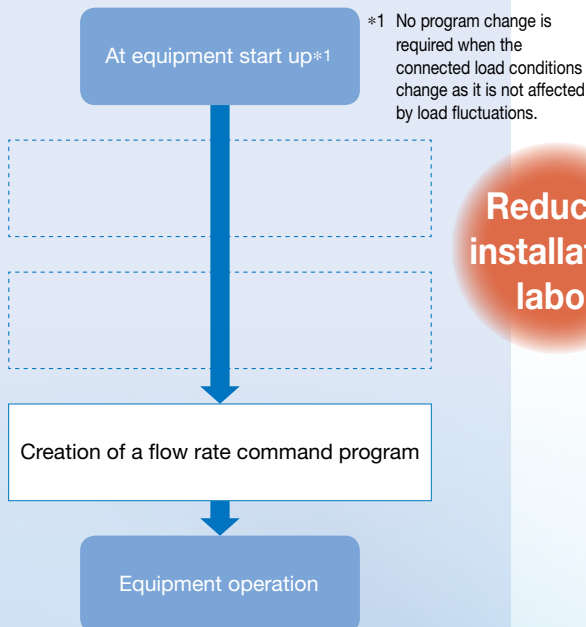 At equipment start up*1
*1 No program change is
required when the
connected load conditions
change as it is not affected
by load fluctuations.
Creation of a flow rate command program
Equipment operation